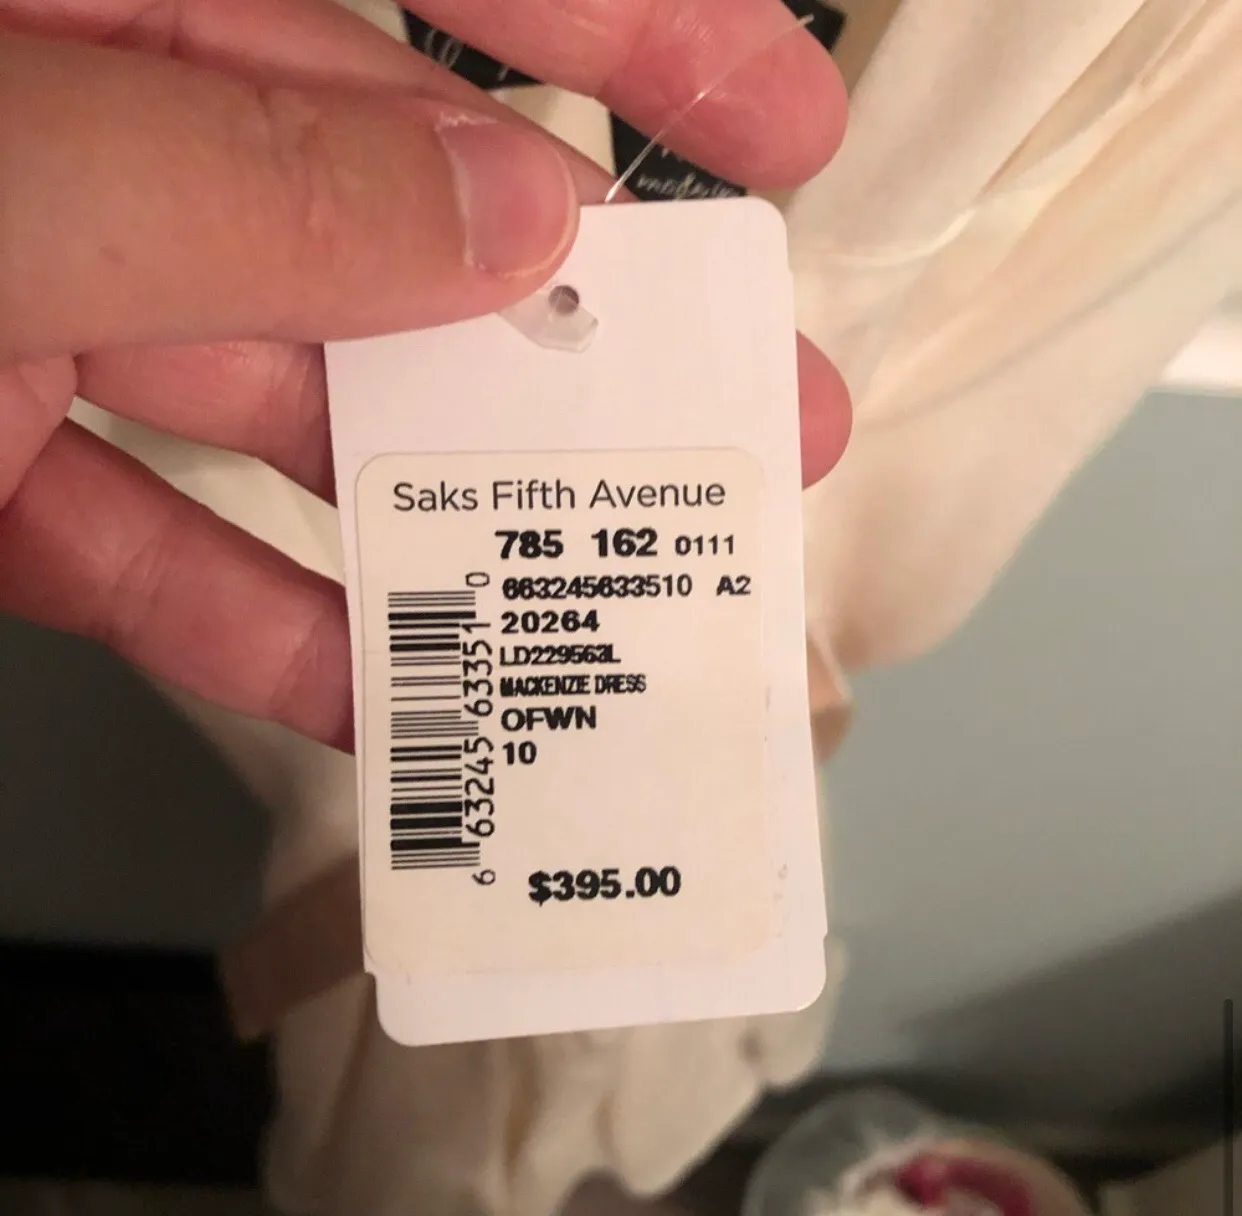 Saks Fifth Avenue
785 162 0111
663245633510 A2
20264
LD229563L
MACKENZIE DRESS
OFWN
10
6 63245 63351 0
$395.00